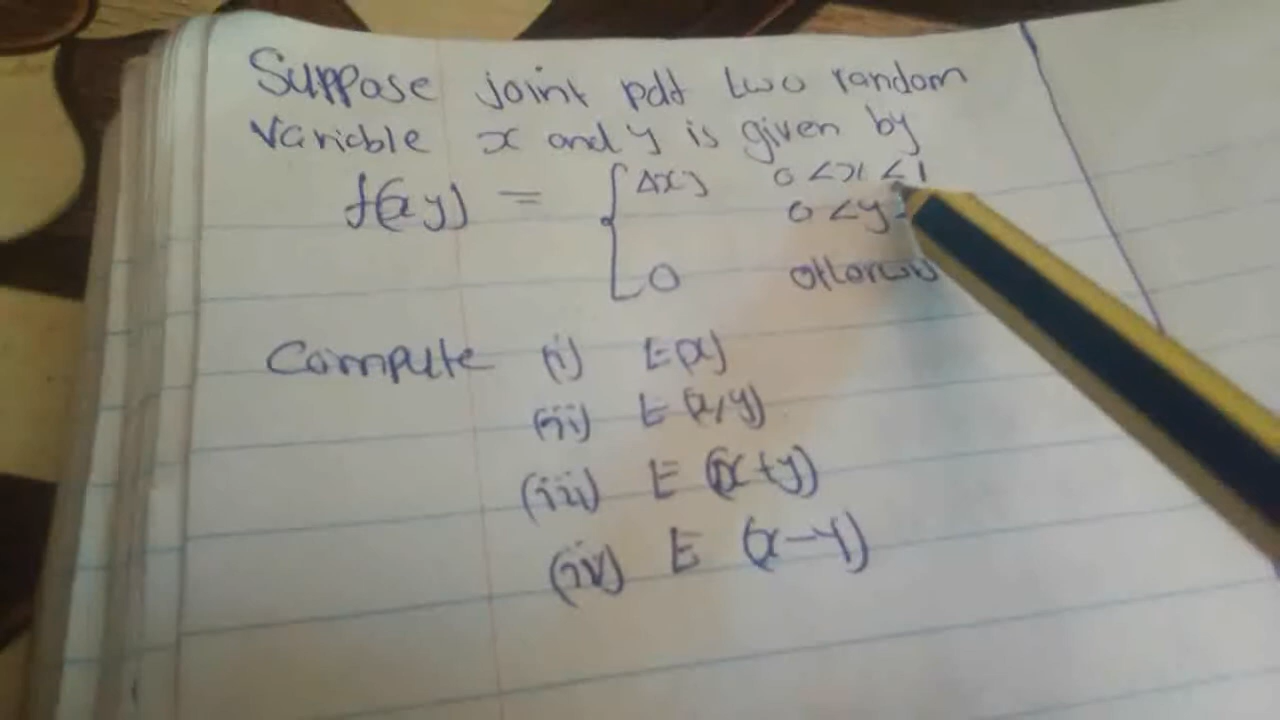 Suppose joint pdf two random
Variable x and y is given by
f(x y) = { 4xy 0 < x < 1
0 < y <
0
Compute (i) E(x)
(ii) E(x, y)
(iii) E (x+y)
(iv) E (x-y)